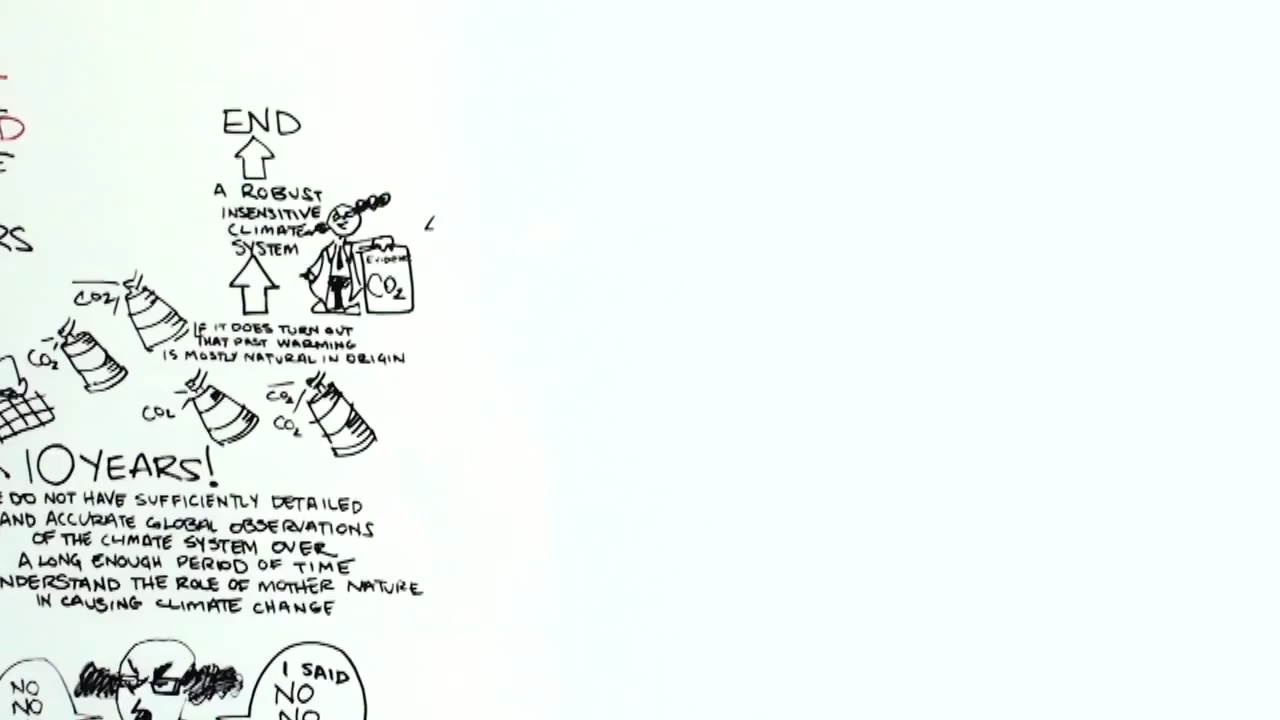 END
A ROBUST
INSENSITIVE
CLIMATE
SYSTEM
EVIDENCE
CO2
IF IT DOES TURN OUT
THAT PAST WARMING
IS MOSTLY NATURAL IN ORIGIN
CO2
CO2
CO2
CO2
CO2
10 YEARS!
DO NOT HAVE SUFFICIENTLY DETAILED
AND ACCURATE GLOBAL OBSERVATIONS
OF THE CLIMATE SYSTEM OVER
A LONG ENOUGH PERIOD OF TIME
NDERSTAND THE ROLE OF MOTHER NATURE
IN CAUSING CLIMATE CHANGE
NO
NO
I SAID
NO
NO